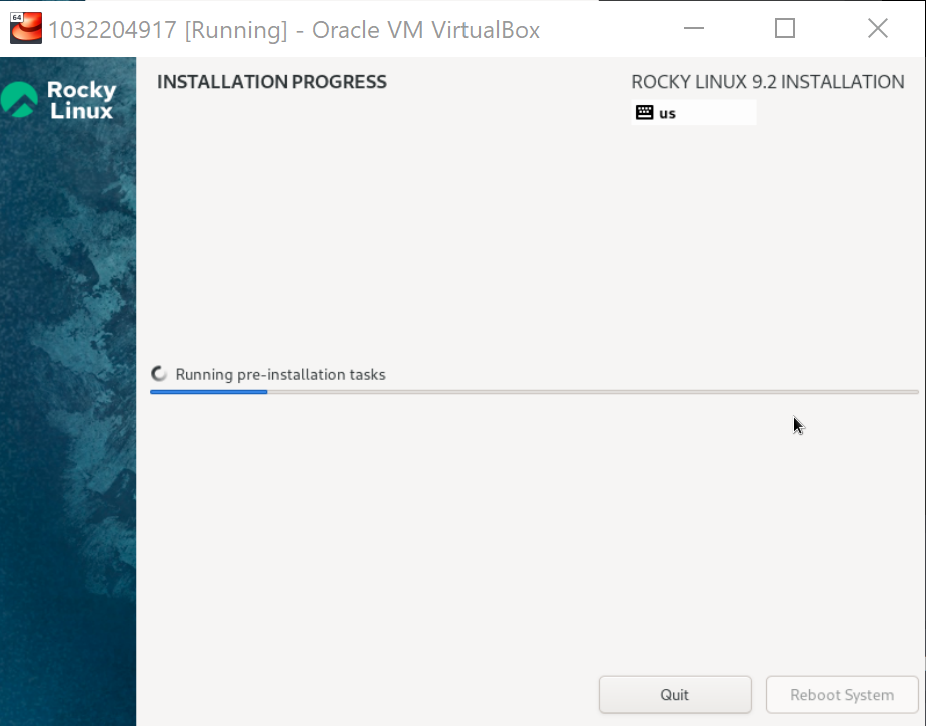 64
1032204917 [Running] - Oracle VM VirtualBox
Rocky
Linux
INSTALLATION PROGRESS
ROCKY LINUX 9.2 INSTALLATION
us
Running pre-installation tasks
Quit
Reboot System